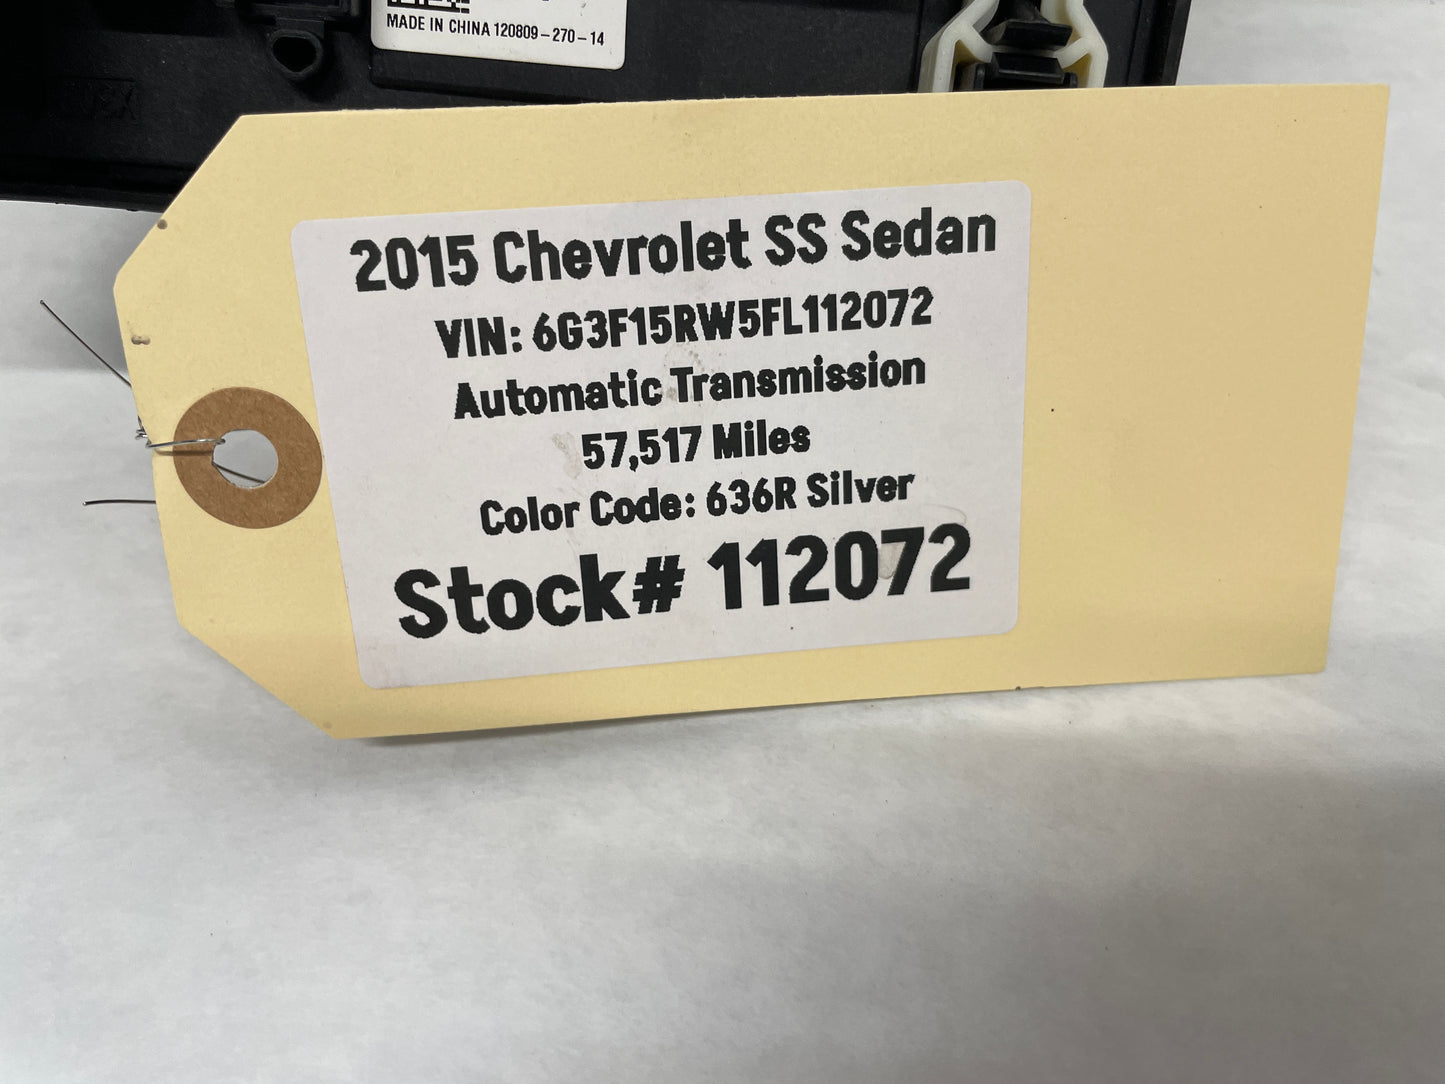 MADE IN CHINA 120809-270-14
2015 Chevrolet SS Sedan
VIN: 6G3F15RW5FL112072
Automatic Transmission
57,517 Miles
Color Code: 636R Silver
Stock# 112072